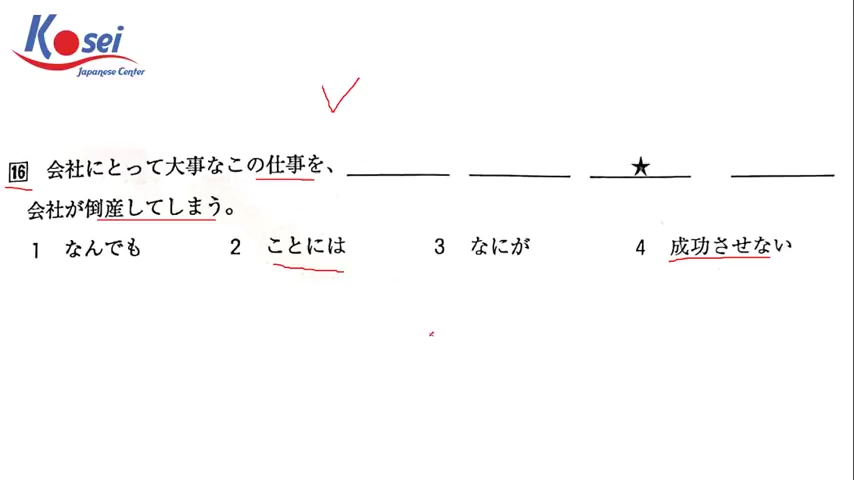 Kosei
Japanese Center
16 会社にとって大事なこの仕事を、＿＿＿ ＿＿＿ ＿★＿ ＿＿＿
会社が倒産してしまう。
1 なんでも 2 ことには 3 なにが 4 成功させない